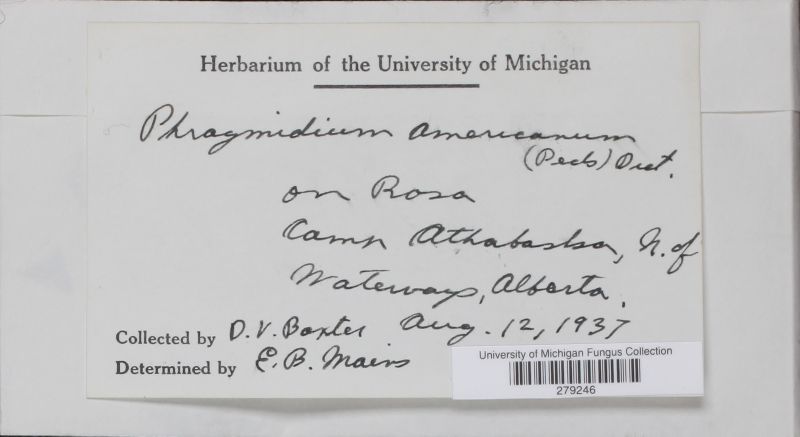 Herbarium of the University of Michigan
Phragmidium americanum
(Peck) Diet.
on Rosa
Camp Athabaska, N. of
Waterways, Alberta.
Collected by D. V. Baxter Aug. 12, 1937
Determined by E. B. Mains
University of Michigan Fungus Collection
279246